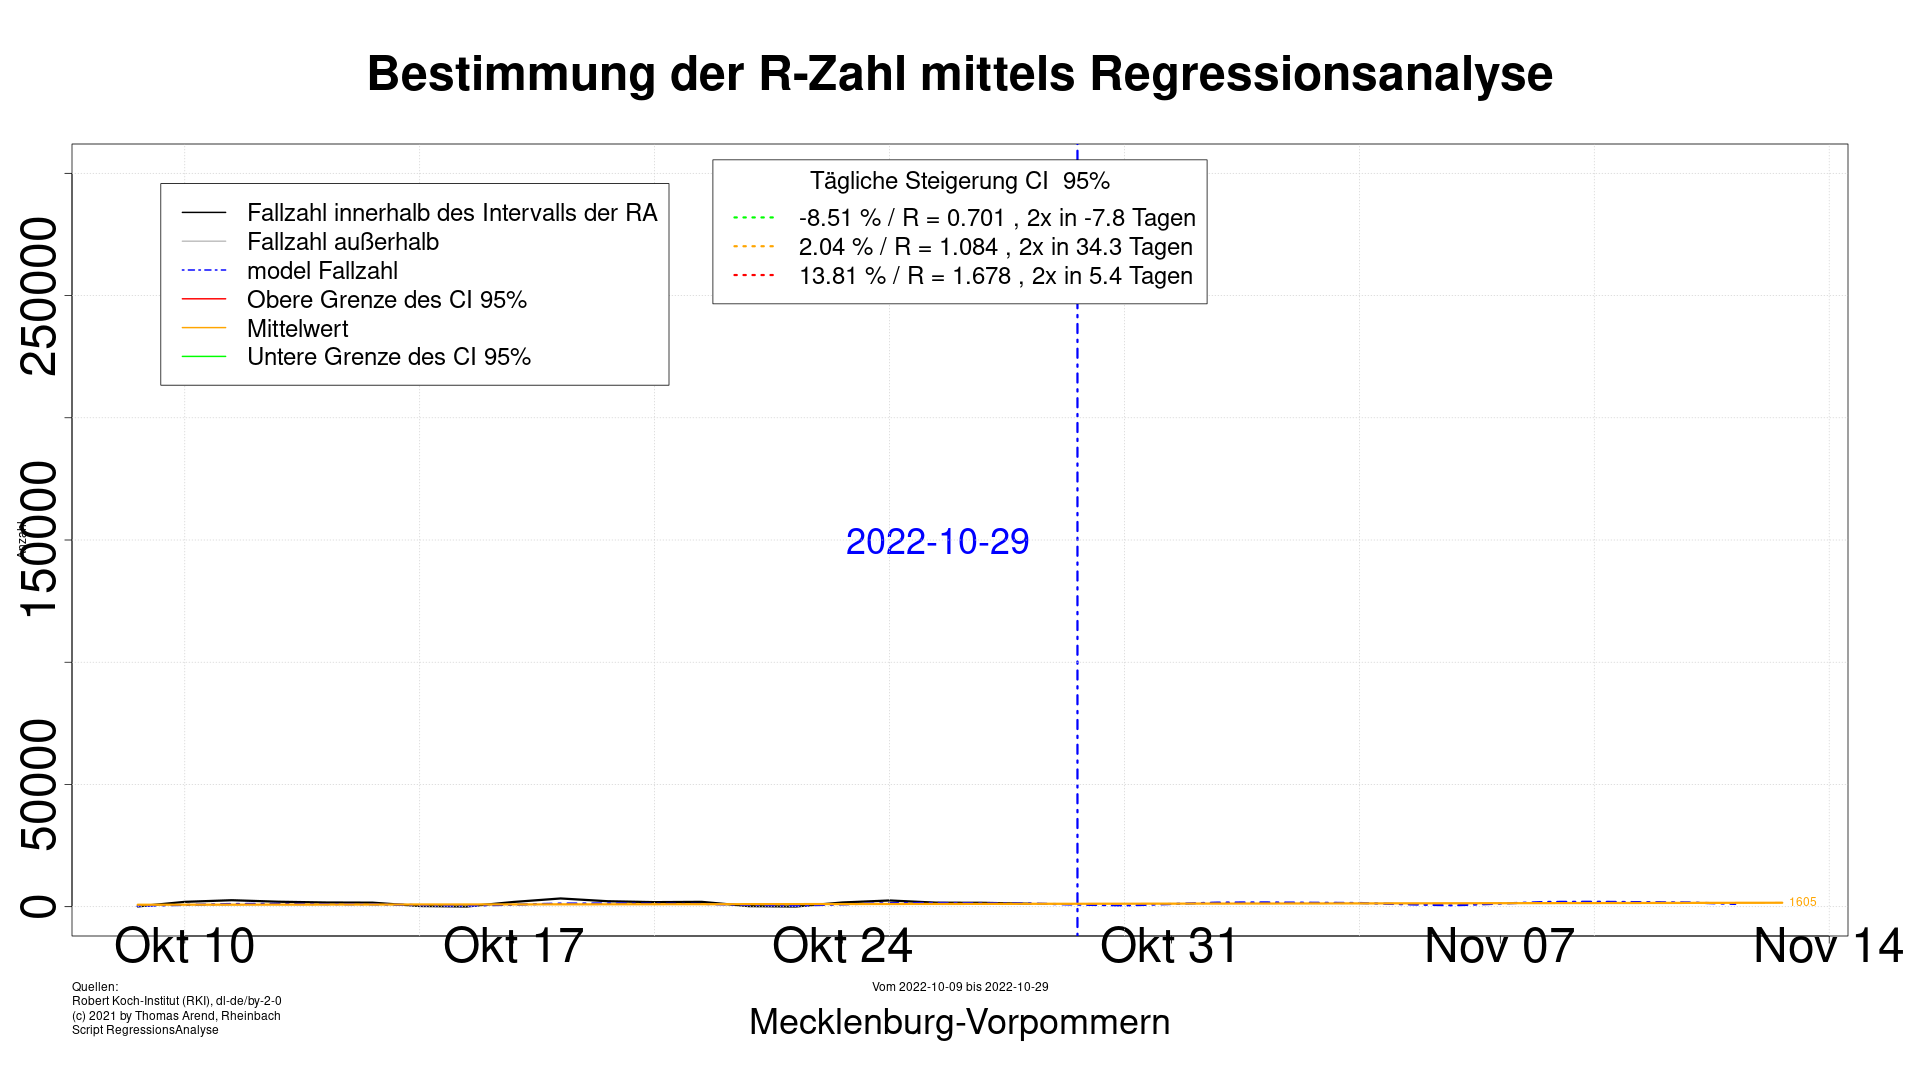 Bestimmung der R-Zahl mittels Regressionsanalyse
Fallzahl innerhalb des Intervalls der RA
Fallzahl außerhalb
model Fallzahl
Obere Grenze des CI 95%
Mittelwert
Untere Grenze des CI 95%
Tägliche Steigerung CI  95%
-8.51 % / R = 0.701 , 2x in -7.8 Tagen
2.04 % / R = 1.084 , 2x in 34.3 Tagen
13.81 % / R = 1.678 , 2x in 5.4 Tagen
250000
150000
50000
0
Anzahl
2022-10-29
1605
Okt 10
Okt 17
Okt 24
Okt 31
Nov 07
Nov 14
Quellen:
Robert Koch-Institut (RKI), dl-de/by-2-0
(c) 2021 by Thomas Arend, Rheinbach
Script RegressionsAnalyse
Vom 2022-10-09 bis 2022-10-29
Mecklenburg-Vorpommern